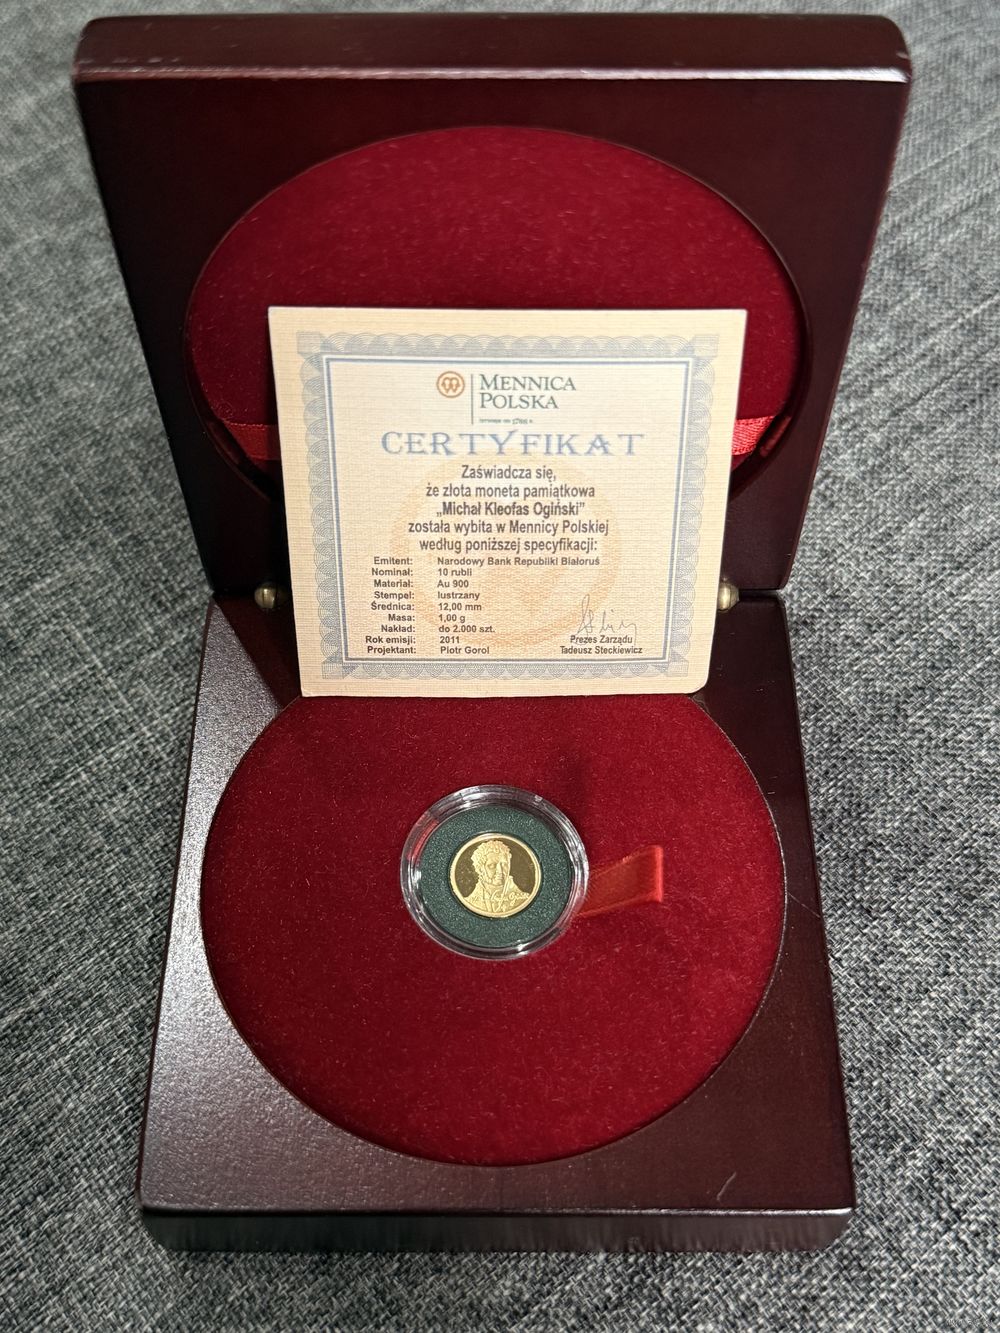 MENNICA
POLSKA
CERTYFIKAT
Zaświadcza się,
że złota moneta pamiątkowa
„Michał Kleofas Ogiński”
została wybita w Mennicy Polskiej
według poniższej specyfikacji:
Emitent: Narodowy Bank Republiki Białoruś
Nominał: 10 rubli
Materiał: Au 900
Stempel: lustrzany
Średnica: 12,00 mm
Masa: 1,00 g
Nakład: do 2.000 szt.
Rok emisji: 2011
Projektant: Piotr Gorol
Prezes Zarządu
Tadeusz Steckiewicz